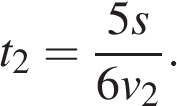 t₂ = 5s / 6v₂.